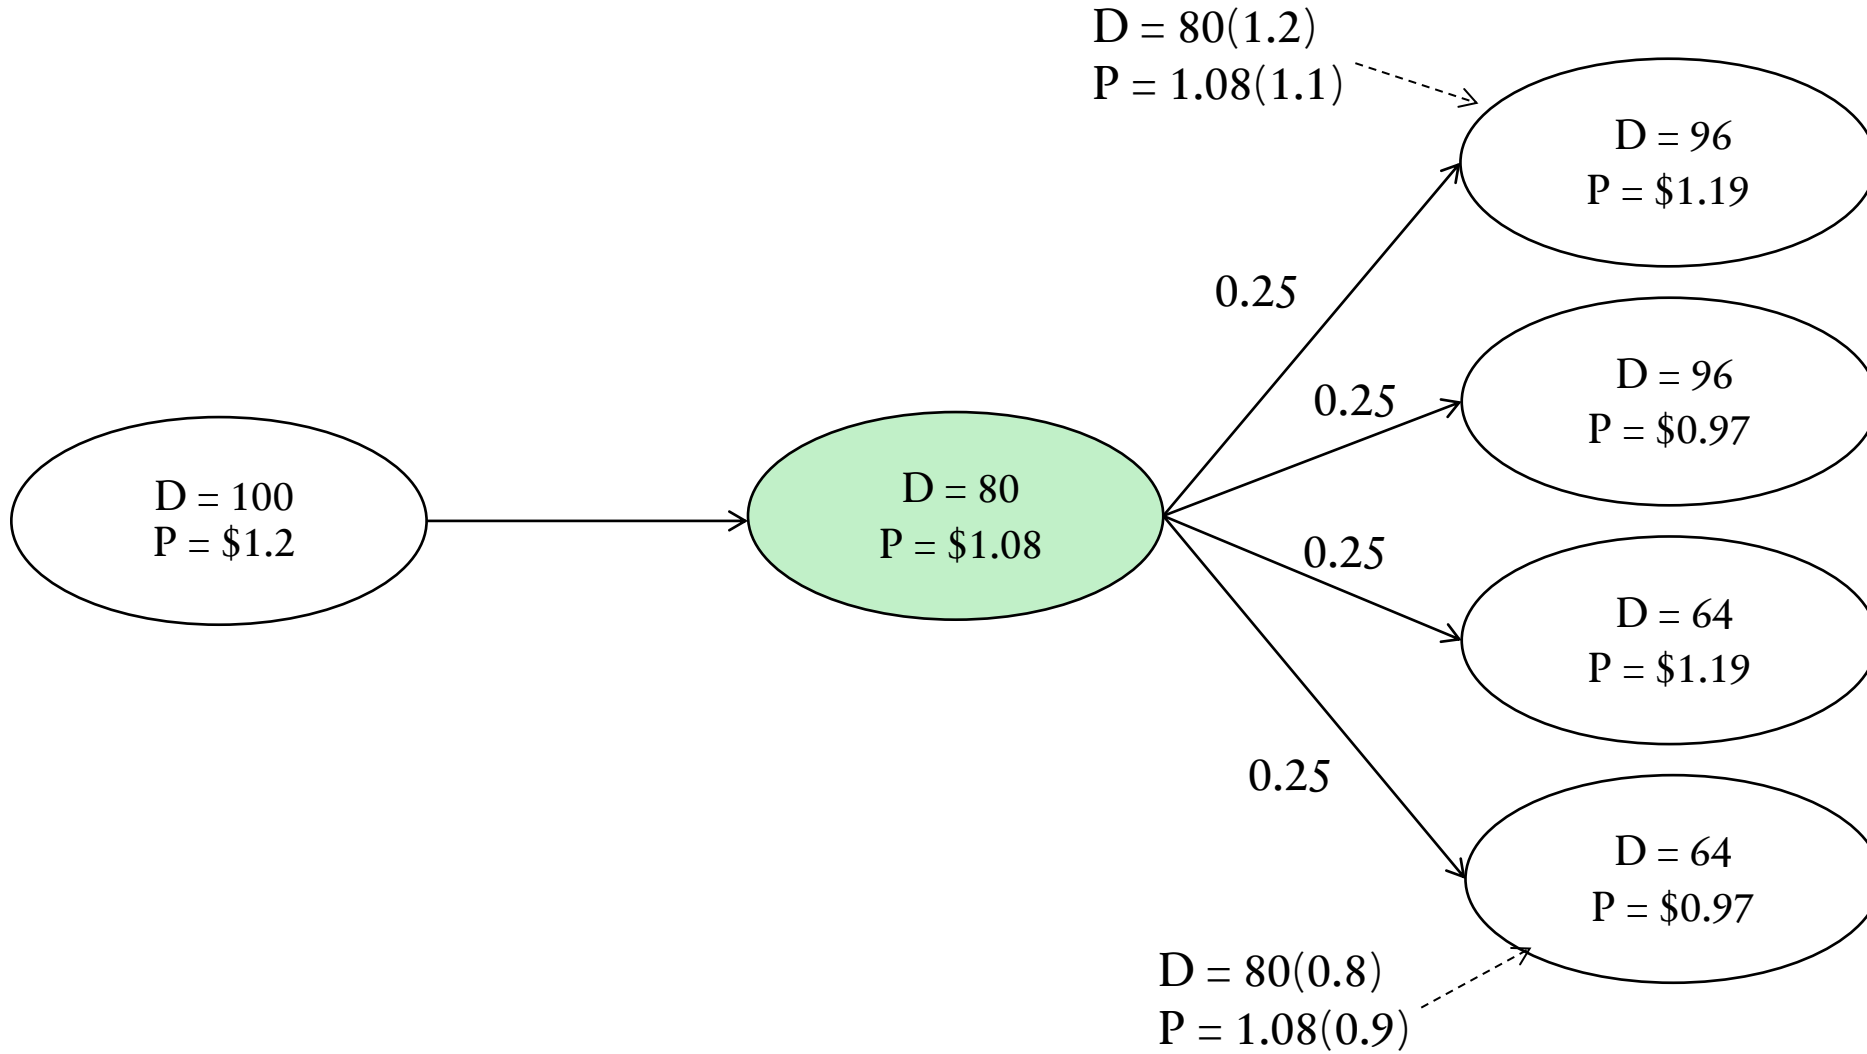 D = 80(1.2)
P = 1.08(1.1)
D = 96
P = $1.19
0.25
D = 96
P = $0.97
0.25
D = 100
P = $1.2
D = 80
P = $1.08
0.25
D = 64
P = $1.19
0.25
D = 64
P = $0.97
D = 80(0.8)
P = 1.08(0.9)